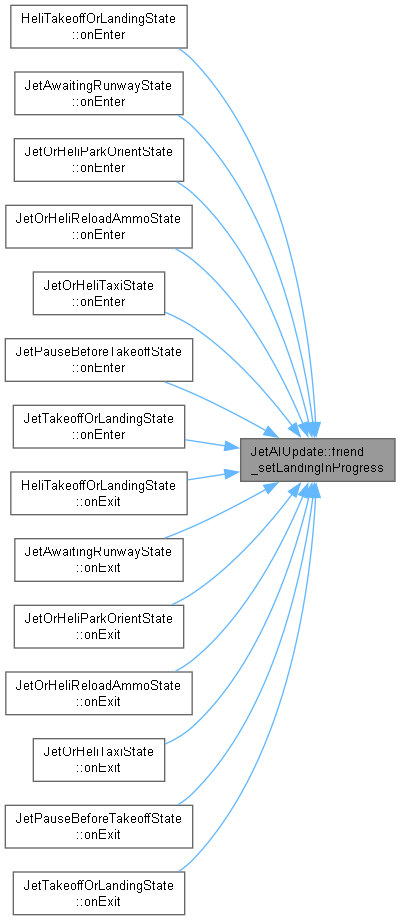 HeliTakeoffOrLandingState
::onEnter
JetAwaitingRunwayState
::onEnter
JetOrHeliParkOrientState
::onEnter
JetOrHeliReloadAmmoState
::onEnter
JetOrHeliTaxiState
::onEnter
JetPauseBeforeTakeoffState
::onEnter
JetTakeoffOrLandingState
::onEnter
JetAIUpdate::friend
_setLandingInProgress
HeliTakeoffOrLandingState
::onExit
JetAwaitingRunwayState
::onExit
JetOrHeliParkOrientState
::onExit
JetOrHeliReloadAmmoState
::onExit
JetOrHeliTaxiState
::onExit
JetPauseBeforeTakeoffState
::onExit
JetTakeoffOrLandingState
::onExit